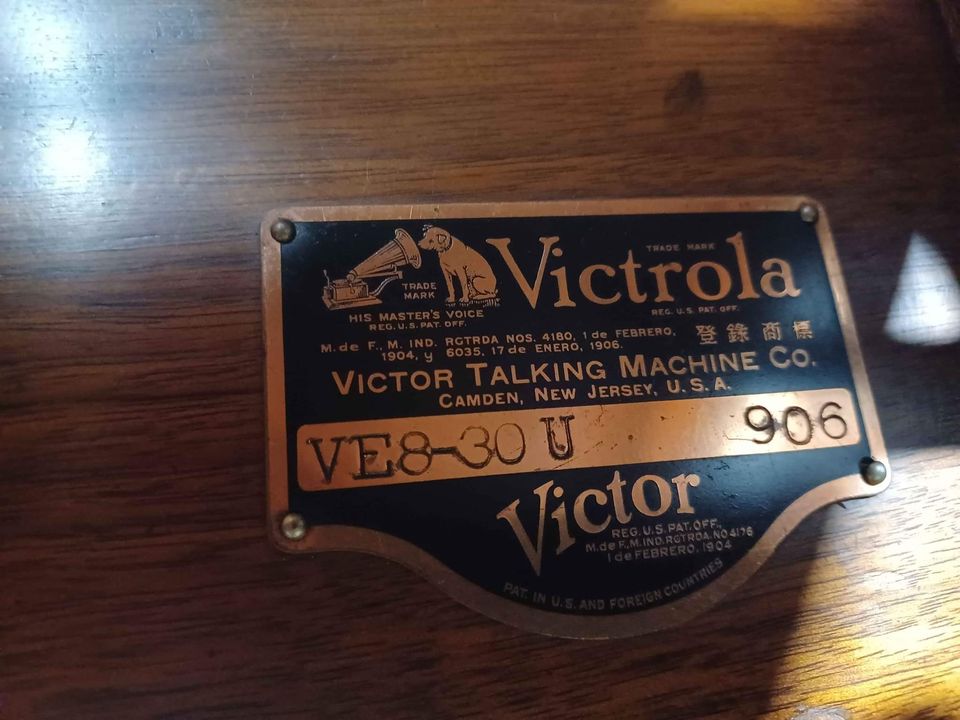 Victrola
TRADE MARK
TRADE
MARK
HIS MASTER'S VOICE
REG. U.S. PAT. OFF.
REG. U.S. PAT. OFF.
M. de F., M. IND. RGTRDA NOS. 4180, 1 de FEBRERO,
1904, y 6035, 17 de ENERO, 1906.
登錄商標
VICTOR TALKING MACHINE CO.
CAMDEN, NEW JERSEY, U.S.A.
VE8-30 U 906
Victor
REG. U.S. PAT. OFF.,
M. de F., M. IND. RGTRDA. NO 4176
1 de FEBRERO, 1904
PAT. IN U.S. AND FOREIGN COUNTRIES